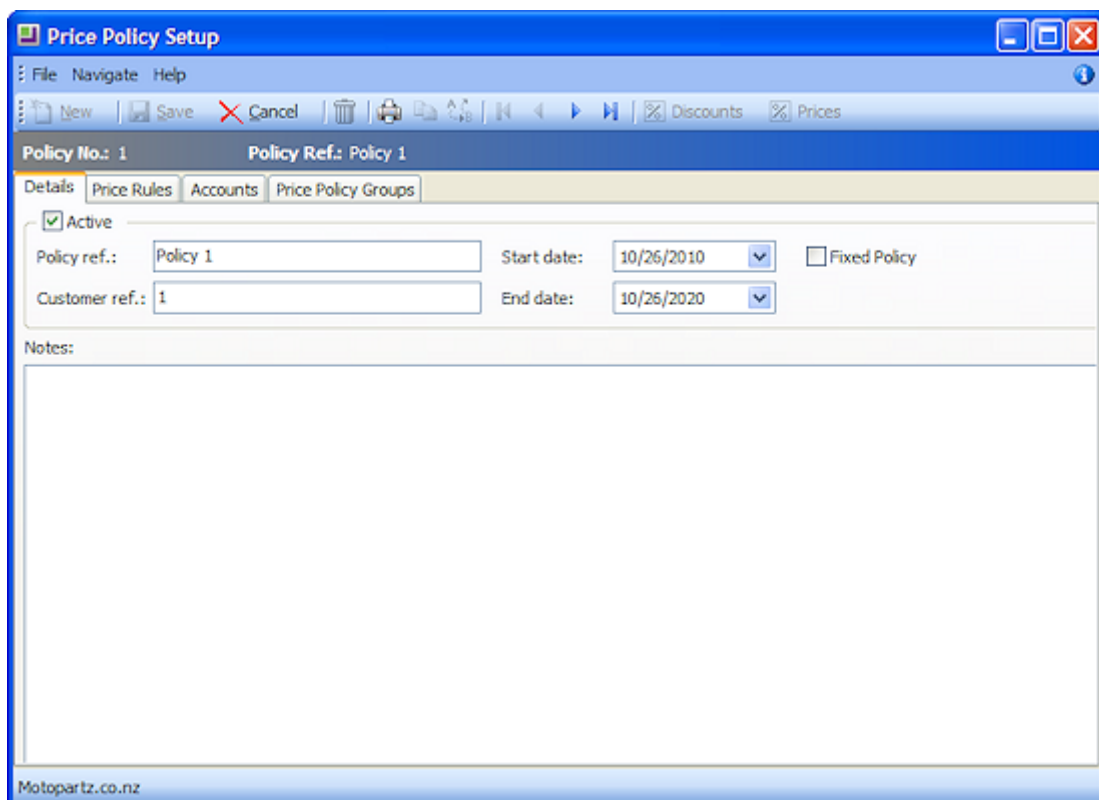 Price Policy Setup
File Navigate Help
New Save Cancel Discounts Prices
Policy No.: 1 Policy Ref.: Policy 1
Details Price Rules Accounts Price Policy Groups
Active
Policy ref.: Policy 1 Start date: 10/26/2010 Fixed Policy
Customer ref.: 1 End date: 10/26/2020
Notes:
Motopartz.co.nz